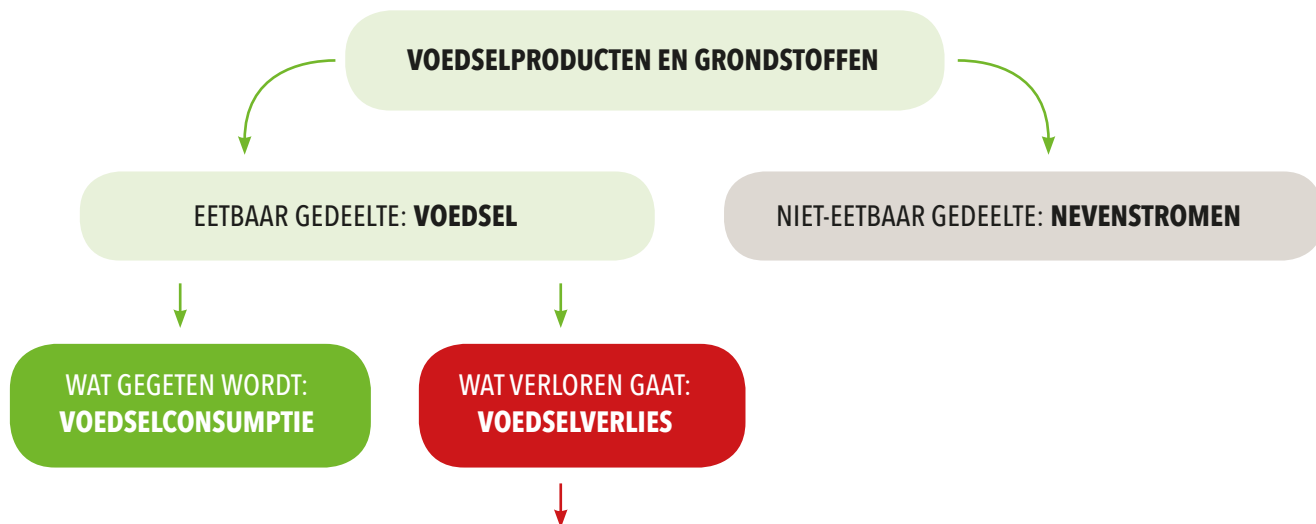 VOEDSELPRODUCTEN EN GRONDSTOFFEN
EETBAAR GEDEELTE: VOEDSEL
NIET-EETBAAR GEDEELTE: NEVENSTROMEN
WAT GEGETEN WORDT:
VOEDSELCONSUMPTIE
WAT VERLOREN GAAT:
VOEDSELVERLIES